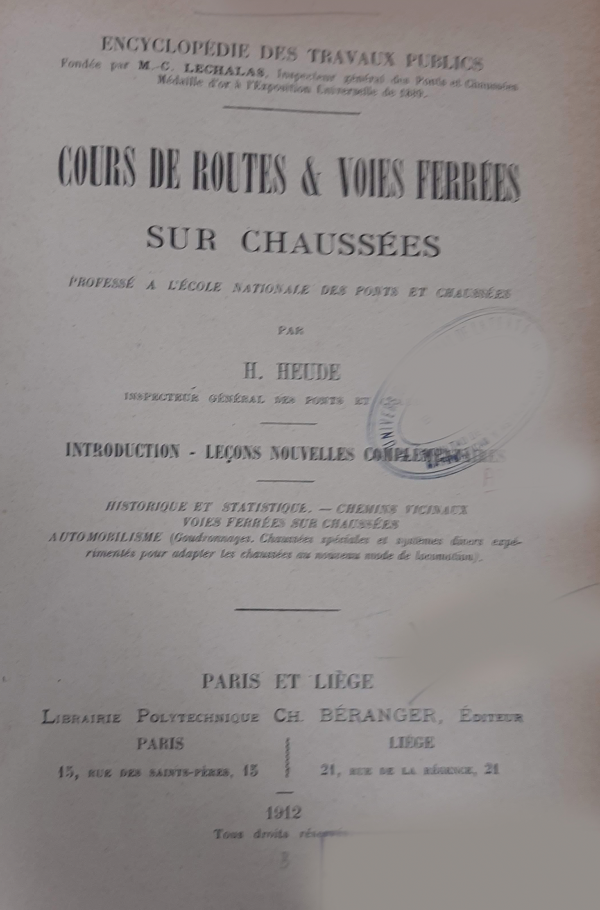 ENCYCLOPÉDIE DES TRAVAUX PUBLICS
Fondée par M.-C. LECHALAS, Inspecteur général des Ponts et Chaussées
Médaille d'or à l'Exposition Universelle de 1889.
COURS DE ROUTES & VOIES FERRÉES
SUR CHAUSSÉES
PROFESSÉ A L'ÉCOLE NATIONALE DES PONTS ET CHAUSSÉES
PAR
H. HEUDE
INSPECTEUR GÉNÉRAL DES PONTS ET
INTRODUCTION - LEÇONS NOUVELLES COMPLÉMENTAIRES
HISTORIQUE ET STATISTIQUE. — CHEMINS VICINAUX
VOIES FERRÉES SUR CHAUSSÉES
AUTOMOBILISME (Goudronnages. Chaussées spéciales et systèmes divers expé-
rimentés pour adapter les chaussées au nouveau mode de locomotion).
PARIS ET LIÈGE
LIBRAIRIE POLYTECHNIQUE CH. BÉRANGER, ÉDITEUR
PARIS
15, RUE DES SAINTS-PÈRES, 15
LIÈGE
21, RUE DE LA RÉGENCE, 21
1912
Tous droits